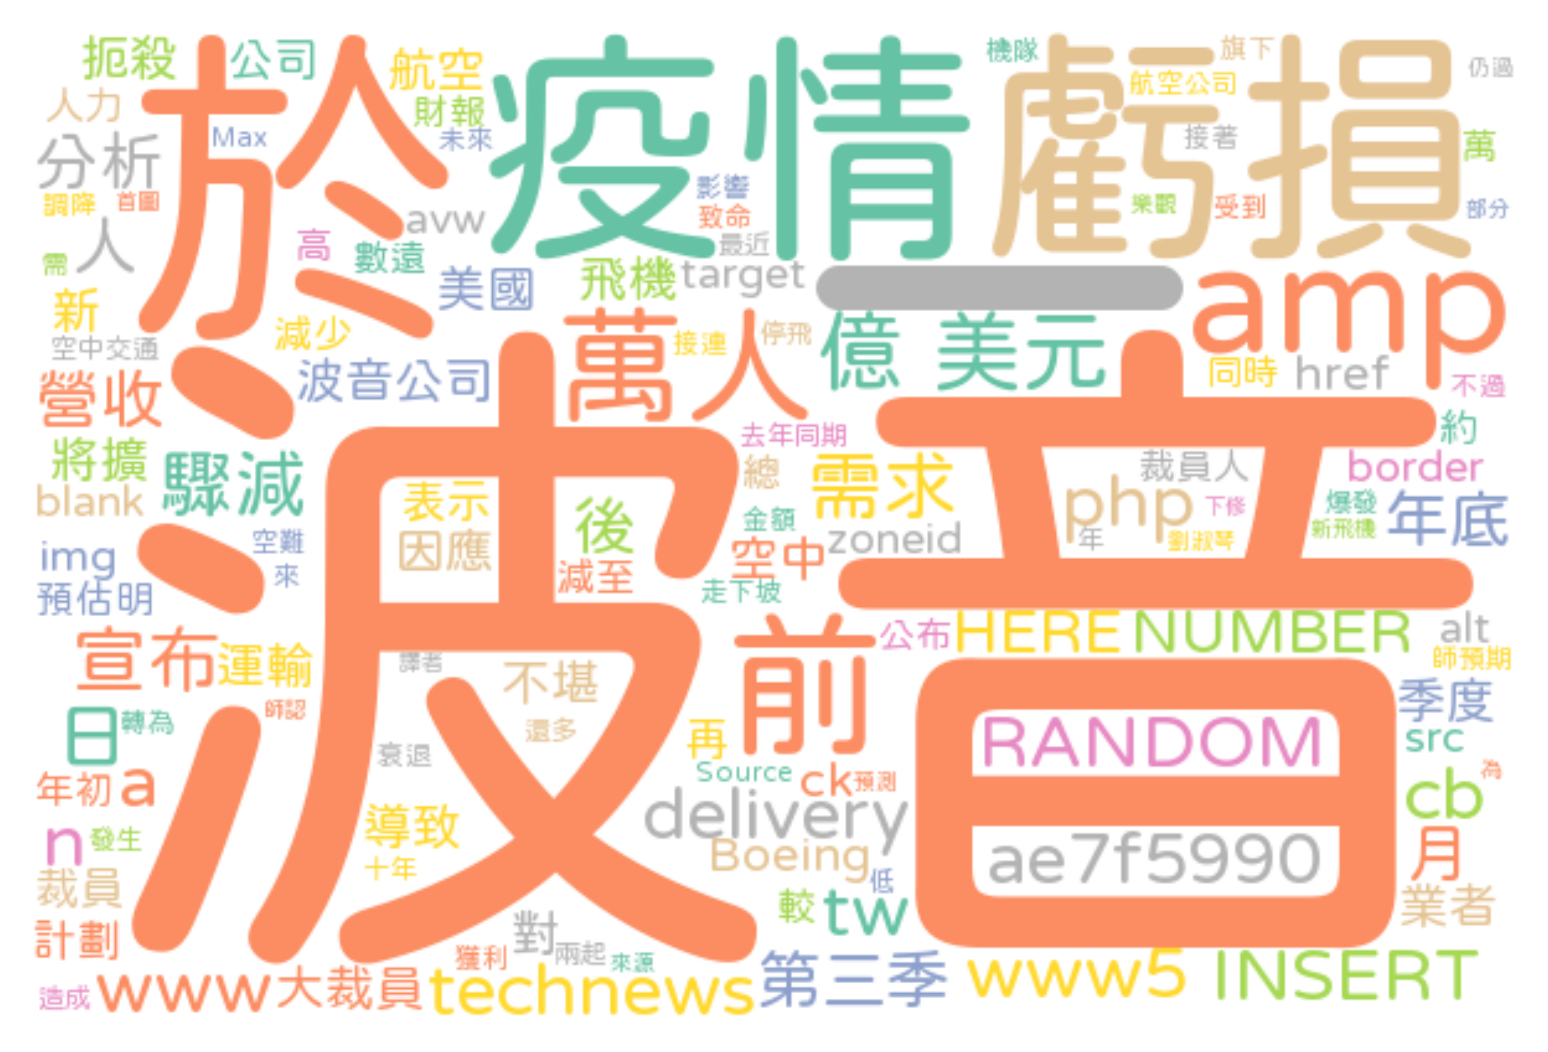 扼殺
公司
航空
疫情
機隊
虧損
旗下
航空公司
仍過
人力
於
財報
Max
未來
接著
萬
分析
調降
首圖
avw
影響
致命
樂觀
受到
部分
人
高
數遠
最近
需
美國
飛機
target
一
amp
新
減少
空中交通
萬人
接連
停飛
億 美元
波音公司
同時
href
不過
營收
波音
去年同期
約
將擴
驟減
總
需求
裁員人
border
blank
表示
後
金額
php
下修
爆發
年底
新飛機
年
劉淑琴
img
空難
因應
空中
zoneid
來
減至
走下坡
預估明
宣布
運輸
前
公布
HERE
NUMBER
alt
譯者
不堪
師預期
師認
還多
季度
日
轉為
衰退
再
RANDOM
src
年初
a
Source
ck
預測
為
cb
n
發生
導致
delivery
Boeing
ae7f5990
月
十年
低
裁員
較
tw
業者
計劃
對
兩起
獲利
來源
造成
www
大裁員
technews
第三季
www5
INSERT